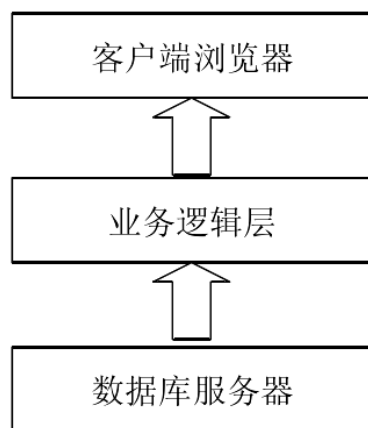 客户端浏览器
业务逻辑层
数据库服务器